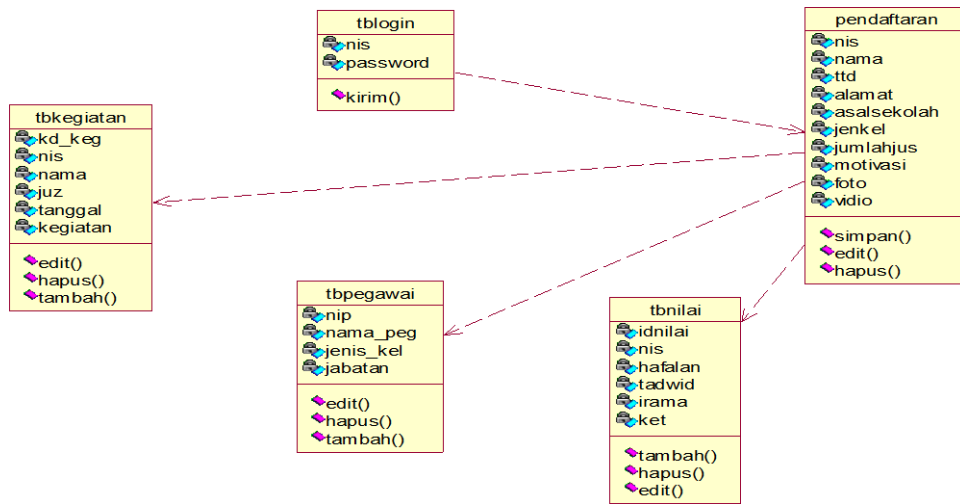 tblogin
nis
password
kirim()
pendaftaran
nis
nama
ttd
alamat
asalsekolah
jenkel
jumlahjus
motivasi
foto
vidio
simpan()
edit()
hapus()
tbkegiatan
kd_keg
nis
nama
juz
tanggal
kegiatan
edit()
hapus()
tambah()
tbpegawai
nip
nama_peg
jenis_kel
jabatan
edit()
hapus()
tambah()
tbnilai
idnilai
nis
hafalan
tadwid
irama
ket
tambah()
hapus()
edit()